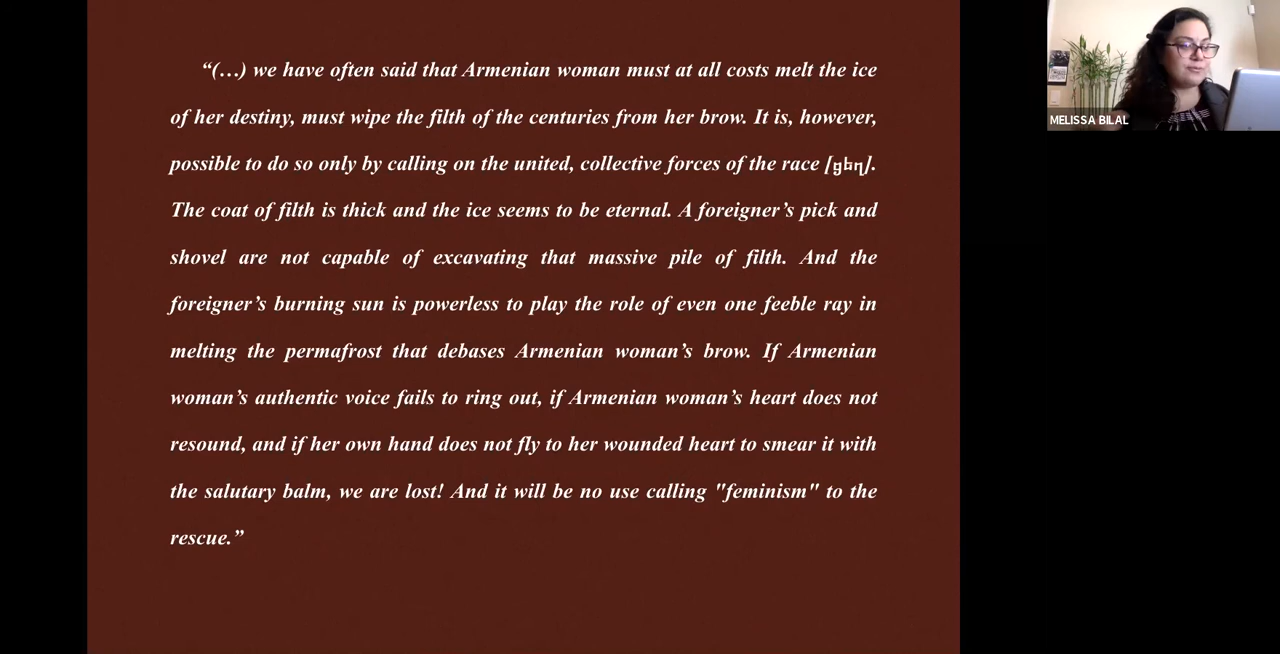 “(…) we have often said that Armenian woman must at all costs melt the ice
of her destiny, must wipe the filth of the centuries from her brow. It is, however,
possible to do so only by calling on the united, collective forces of the race [ցեղ].
The coat of filth is thick and the ice seems to be eternal. A foreigner’s pick and
shovel are not capable of excavating that massive pile of filth. And the
foreigner’s burning sun is powerless to play the role of even one feeble ray in
melting the permafrost that debases Armenian woman’s brow. If Armenian
woman’s authentic voice fails to ring out, if Armenian woman’s heart does not
resound, and if her own hand does not fly to her wounded heart to smear it with
the salutary balm, we are lost! And it will be no use calling "feminism" to the
rescue.”
MELISSA BILAL